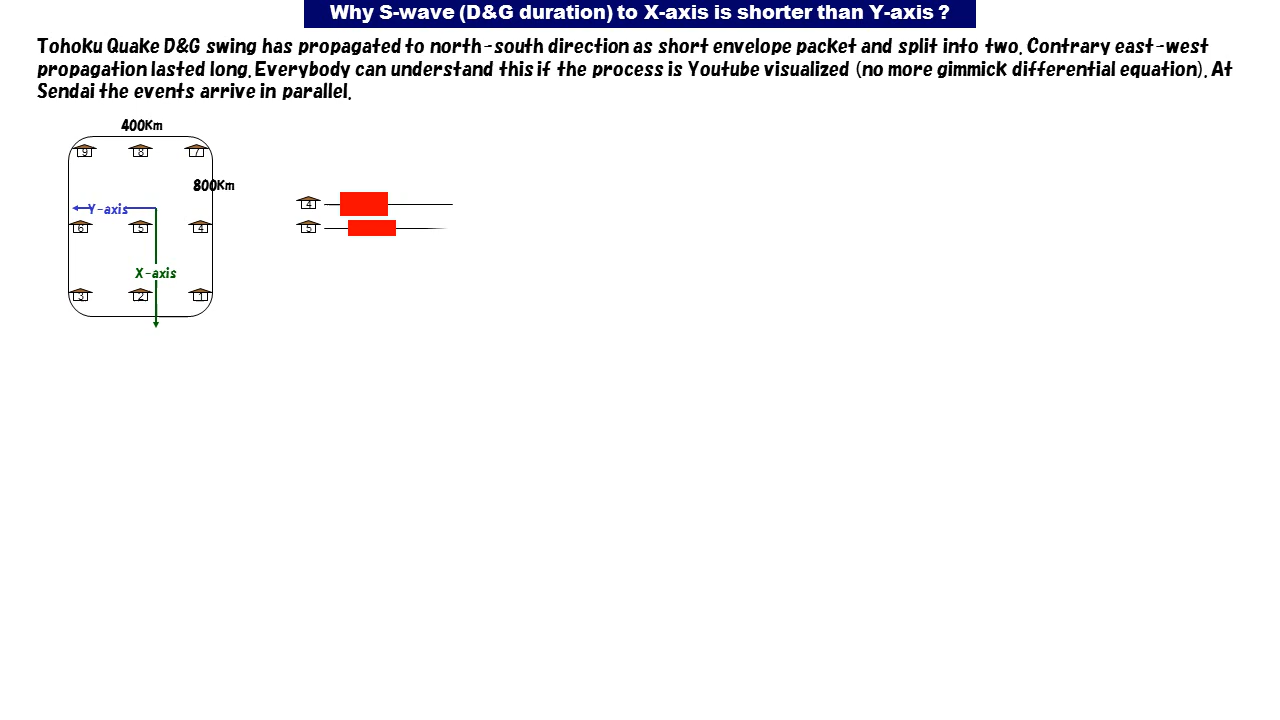 Why S-wave (D&G duration) to X-axis is shorter than Y-axis ?
Tohoku Quake D&G swing has propagated to north-south direction as short envelope packet and split into two. Contrary east-west
propagation lasted long. Everybody can understand this if the process is Youtube visualized (no more gimmick differential equation). At
Sendai the events arrive in parallel.
400Km
9 8 7
800Km
4
Y-axis
6 5 4
5
X-axis
3 2 1